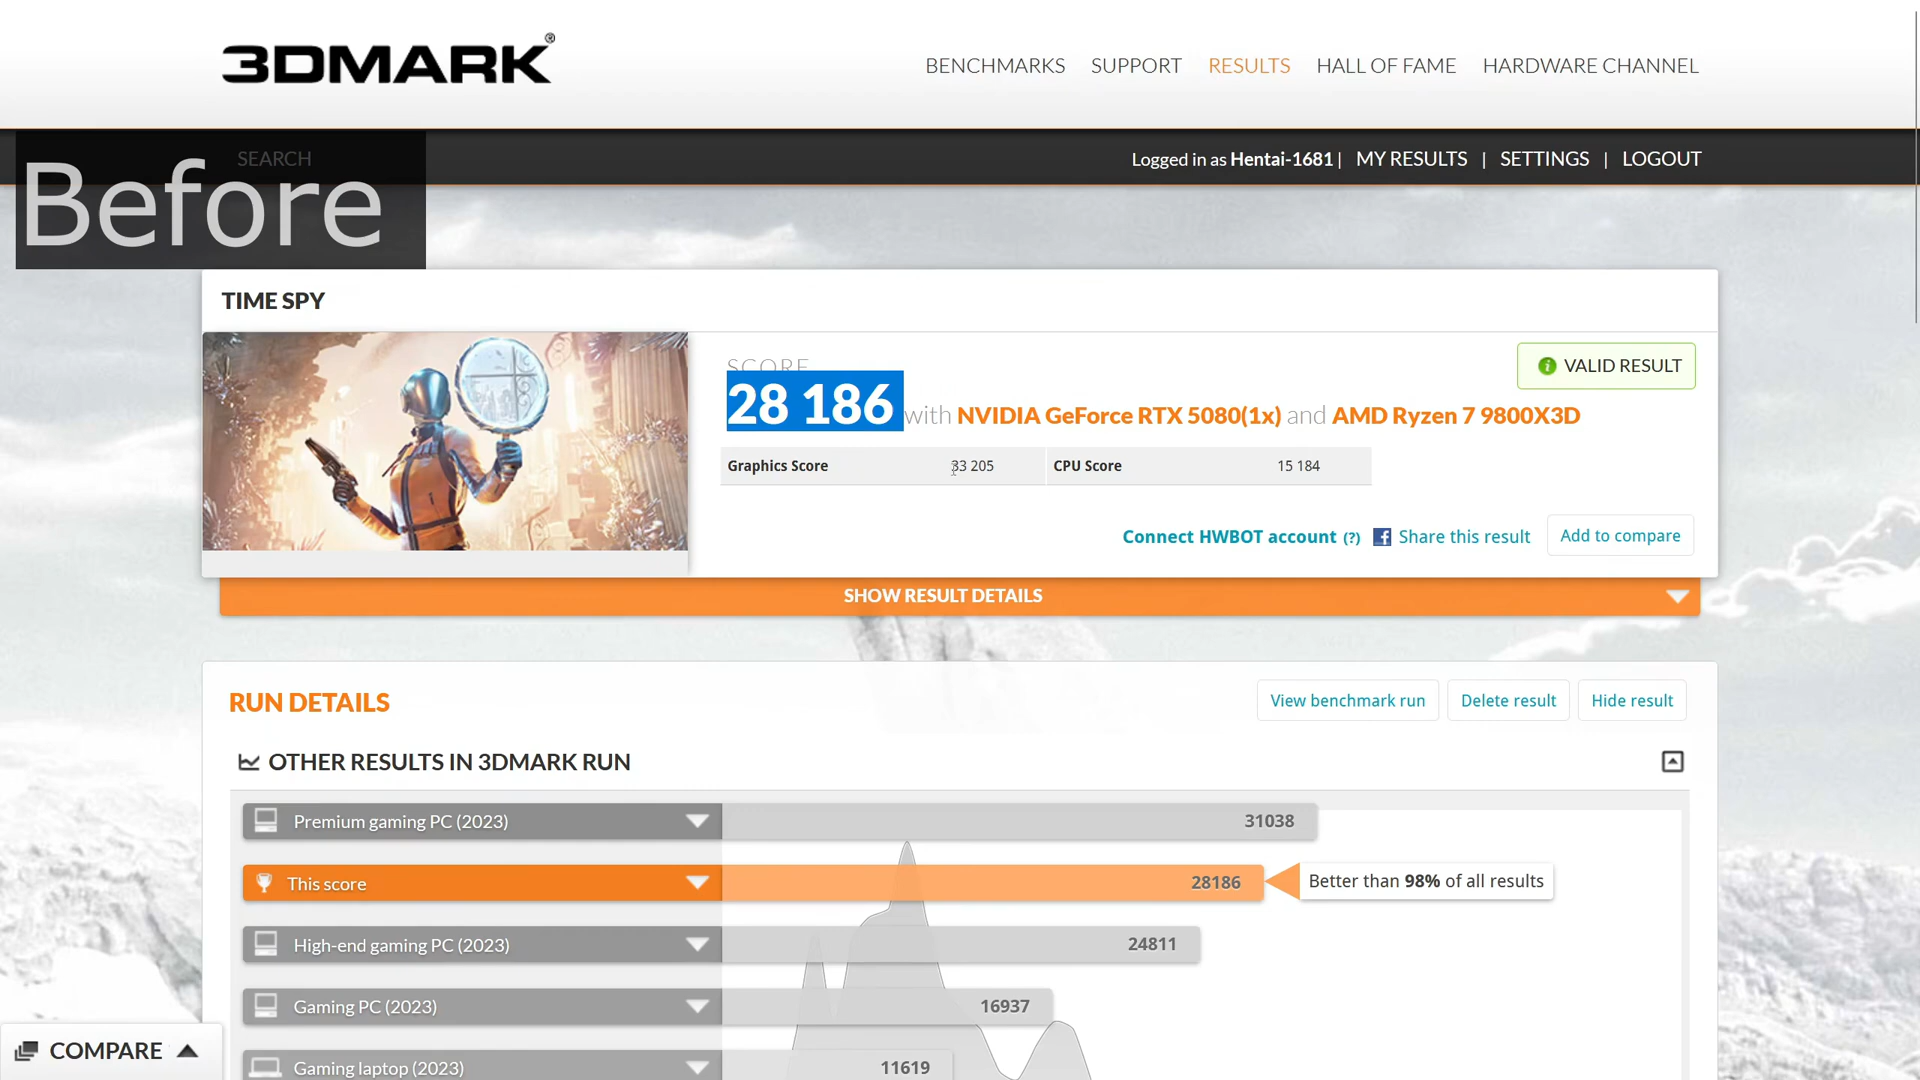 3DMARK®
BENCHMARKS SUPPORT RESULTS HALL OF FAME HARDWARE CHANNEL
SEARCH
Before
Logged in as Hentai-1681 | MY RESULTS | SETTINGS | LOGOUT
TIME SPY
SCORE
VALID RESULT
28 186 with NVIDIA GeForce RTX 5080(1x) and AMD Ryzen 7 9800X3D
Graphics Score 33 205 CPU Score 15 184
Connect HWBOT account (?) Share this result Add to compare
SHOW RESULT DETAILS
RUN DETAILS
View benchmark run Delete result Hide result
OTHER RESULTS IN 3DMARK RUN
Premium gaming PC (2023) 31038
This score 28186 Better than 98% of all results
High-end gaming PC (2023) 24811
Gaming PC (2023) 16937
COMPARE
Gaming laptop (2023) 11619